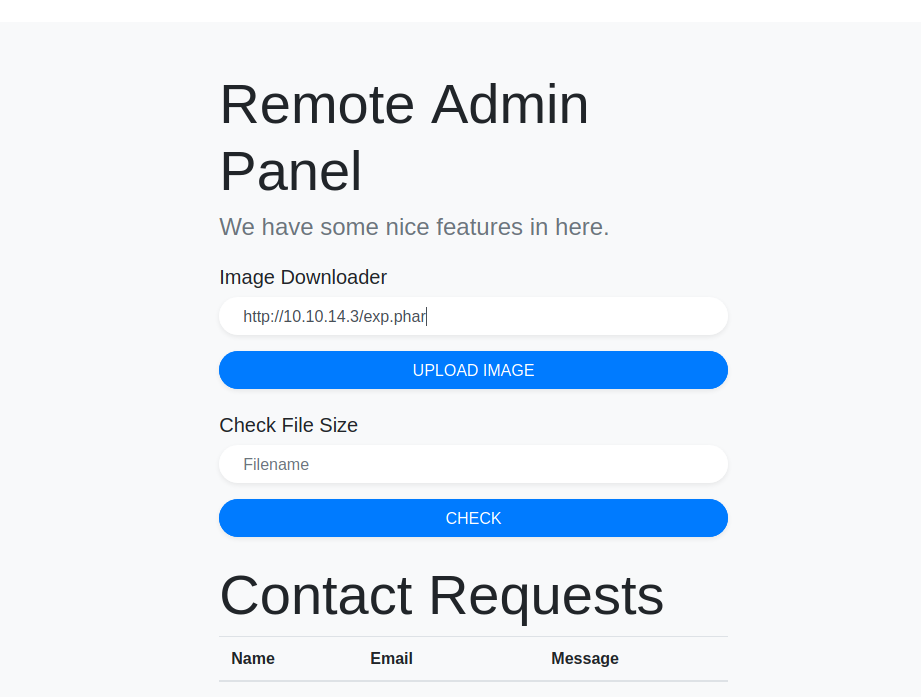 Remote Admin
Panel
We have some nice features in here.
Image Downloader
http://10.10.14.3/exp.phar
UPLOAD IMAGE
Check File Size
Filename
CHECK
Contact Requests
Name Email Message